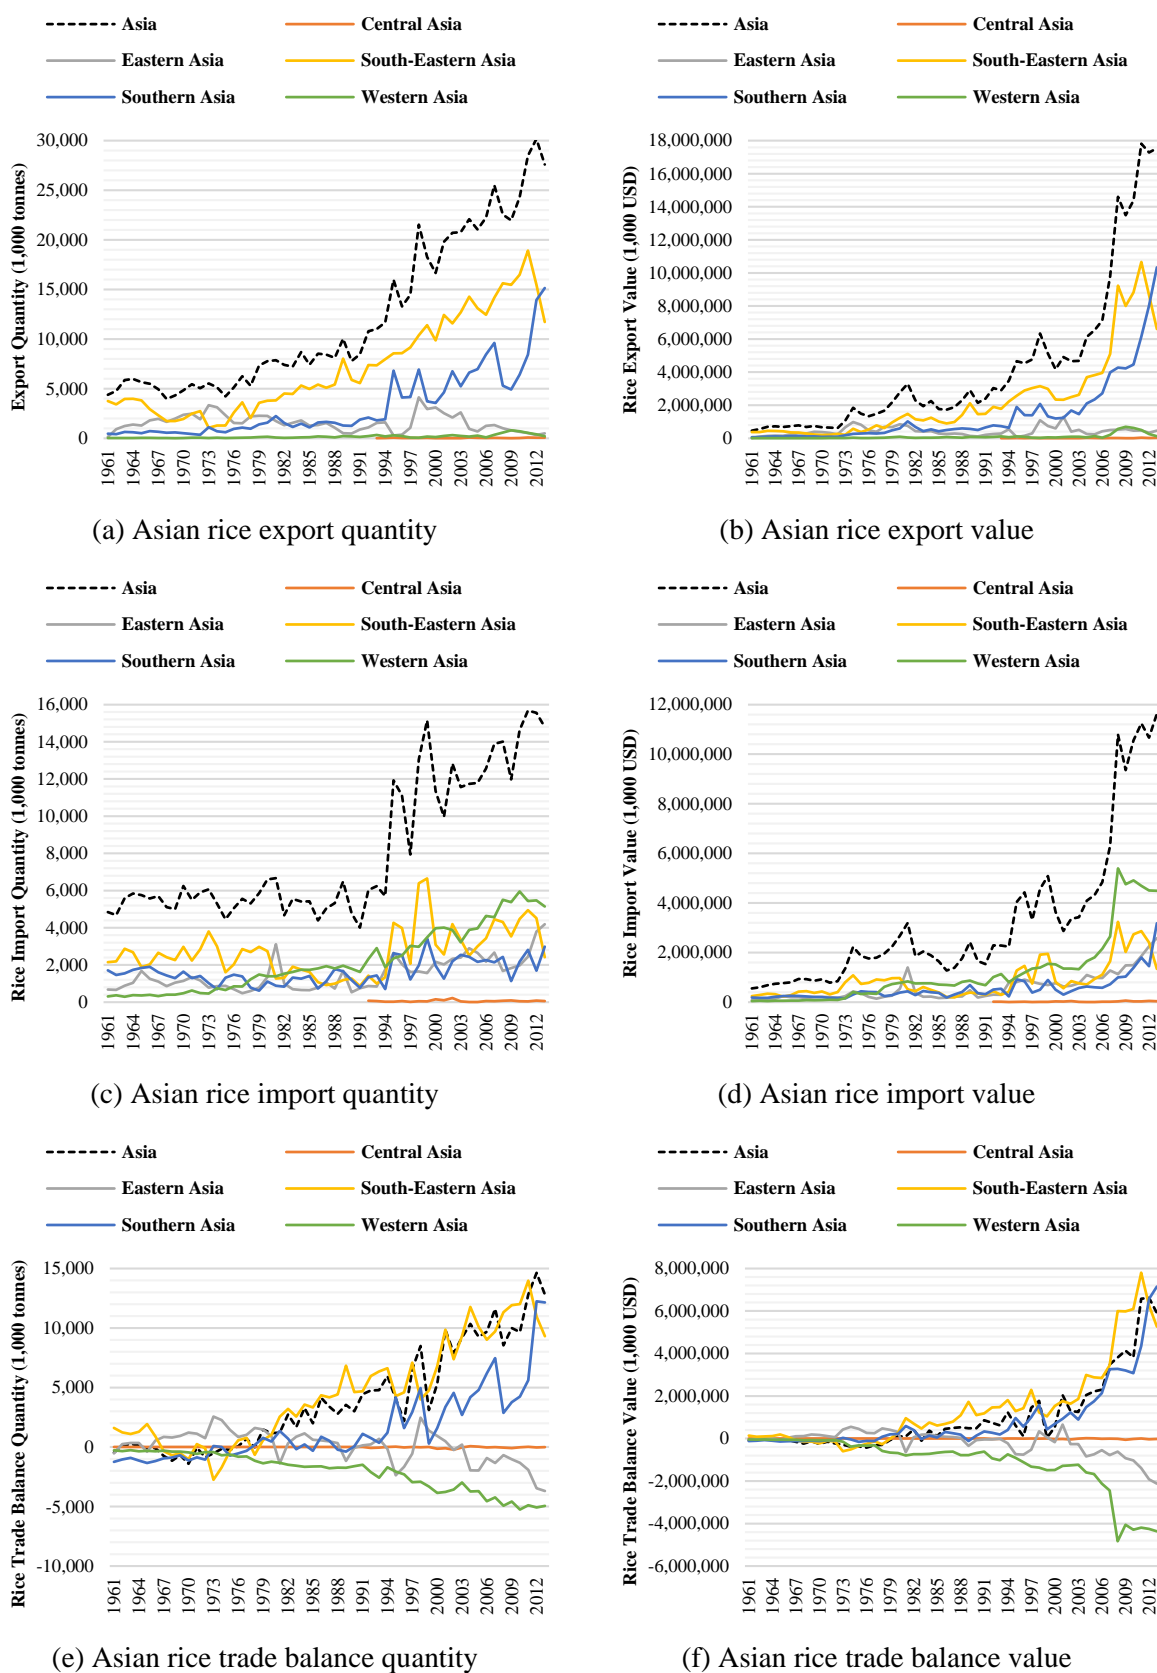 Asia Central Asia
Eastern Asia South-Eastern Asia
Southern Asia Western Asia
Export Quantity (1,000 tonnes)
30,000
25,000
20,000
15,000
10,000
5,000
0
1961 1964 1967 1970 1973 1976 1979 1982 1985 1988 1991 1994 1997 2000 2003 2006 2009 2012
(a) Asian rice export quantity
Asia Central Asia
Eastern Asia South-Eastern Asia
Southern Asia Western Asia
Rice Export Value (1,000 USD)
18,000,000
16,000,000
14,000,000
12,000,000
10,000,000
8,000,000
6,000,000
4,000,000
2,000,000
0
1961 1964 1967 1970 1973 1976 1979 1982 1985 1988 1991 1994 1997 2000 2003 2006 2009 2012
(b) Asian rice export value
Asia Central Asia
Eastern Asia South-Eastern Asia
Southern Asia Western Asia
Rice Import Quantity (1,000 tonnes)
16,000
14,000
12,000
10,000
8,000
6,000
4,000
2,000
0
1961 1964 1967 1970 1973 1976 1979 1982 1985 1988 1991 1994 1997 2000 2003 2006 2009 2012
(c) Asian rice import quantity
Asia Central Asia
Eastern Asia South-Eastern Asia
Southern Asia Western Asia
Rice Import Value (1,000 USD)
12,000,000
10,000,000
8,000,000
6,000,000
4,000,000
2,000,000
0
1961 1964 1967 1970 1973 1976 1979 1982 1985 1988 1991 1994 1997 2000 2003 2006 2009 2012
(d) Asian rice import value
Asia Central Asia
Eastern Asia South-Eastern Asia
Southern Asia Western Asia
Rice Trade Balance Quantity (1,000 tonnes)
15,000
10,000
5,000
0
-5,000
-10,000
1961 1964 1967 1970 1973 1976 1979 1982 1985 1988 1991 1994 1997 2000 2003 2006 2009 2012
(e) Asian rice trade balance quantity
Asia Central Asia
Eastern Asia South-Eastern Asia
Southern Asia Western Asia
Rice Trade Balance Value (1,000 USD)
8,000,000
6,000,000
4,000,000
2,000,000
0
-2,000,000
-4,000,000
-6,000,000
1961 1964 1967 1970 1973 1976 1979 1982 1985 1988 1991 1994 1997 2000 2003 2006 2009 2012
(f) Asian rice trade balance value